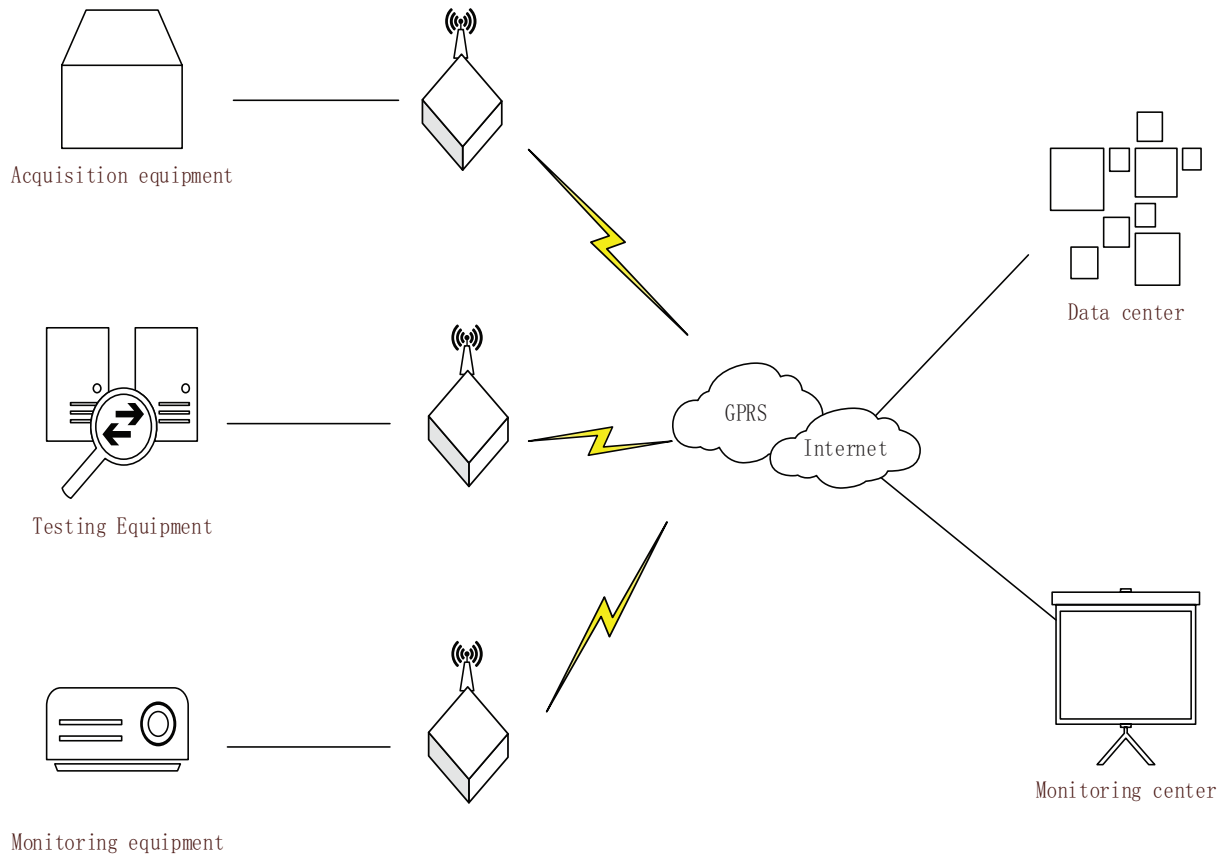 Acquisition equipment
Data center
GPRS
Internet
Testing Equipment
Monitoring center
Monitoring equipment